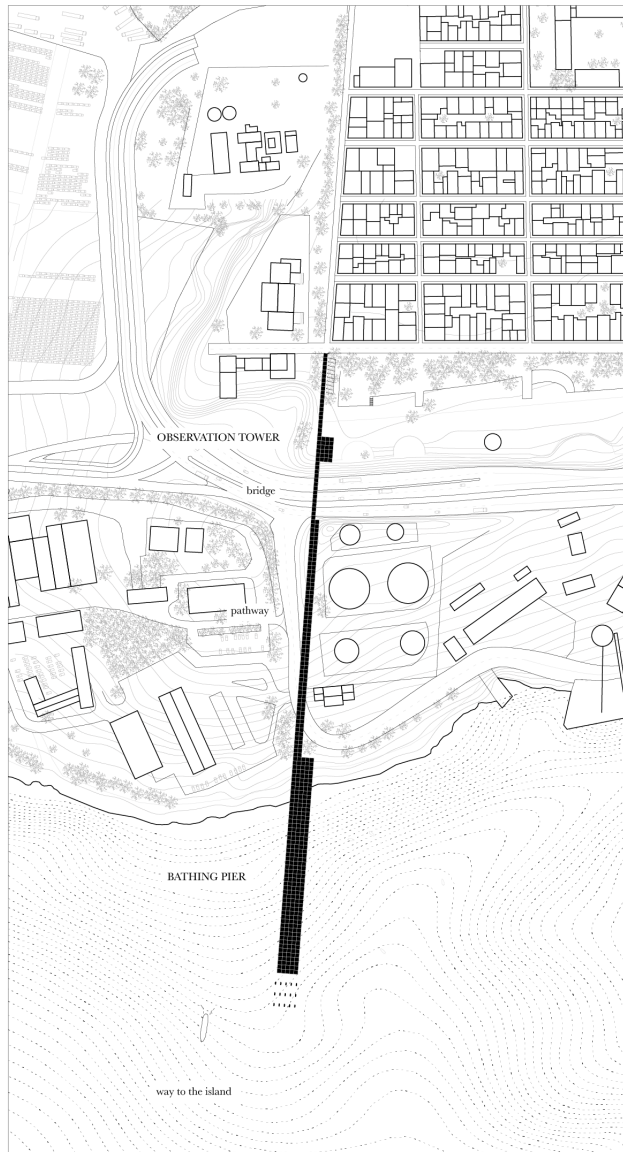 OBSERVATION TOWER
bridge
pathway
BATHING PIER
way to the island